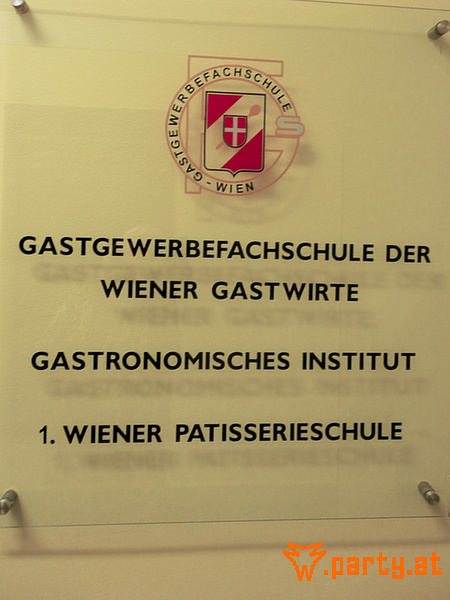 GASTGEWERBEFACHSCHULE
- WIEN -
S
GASTGEWERBEFACHSCHULE DER
WIENER GASTWIRTE
GASTRONOMISCHES INSTITUT
1. WIENER PATISSERIESCHULE
.party.at